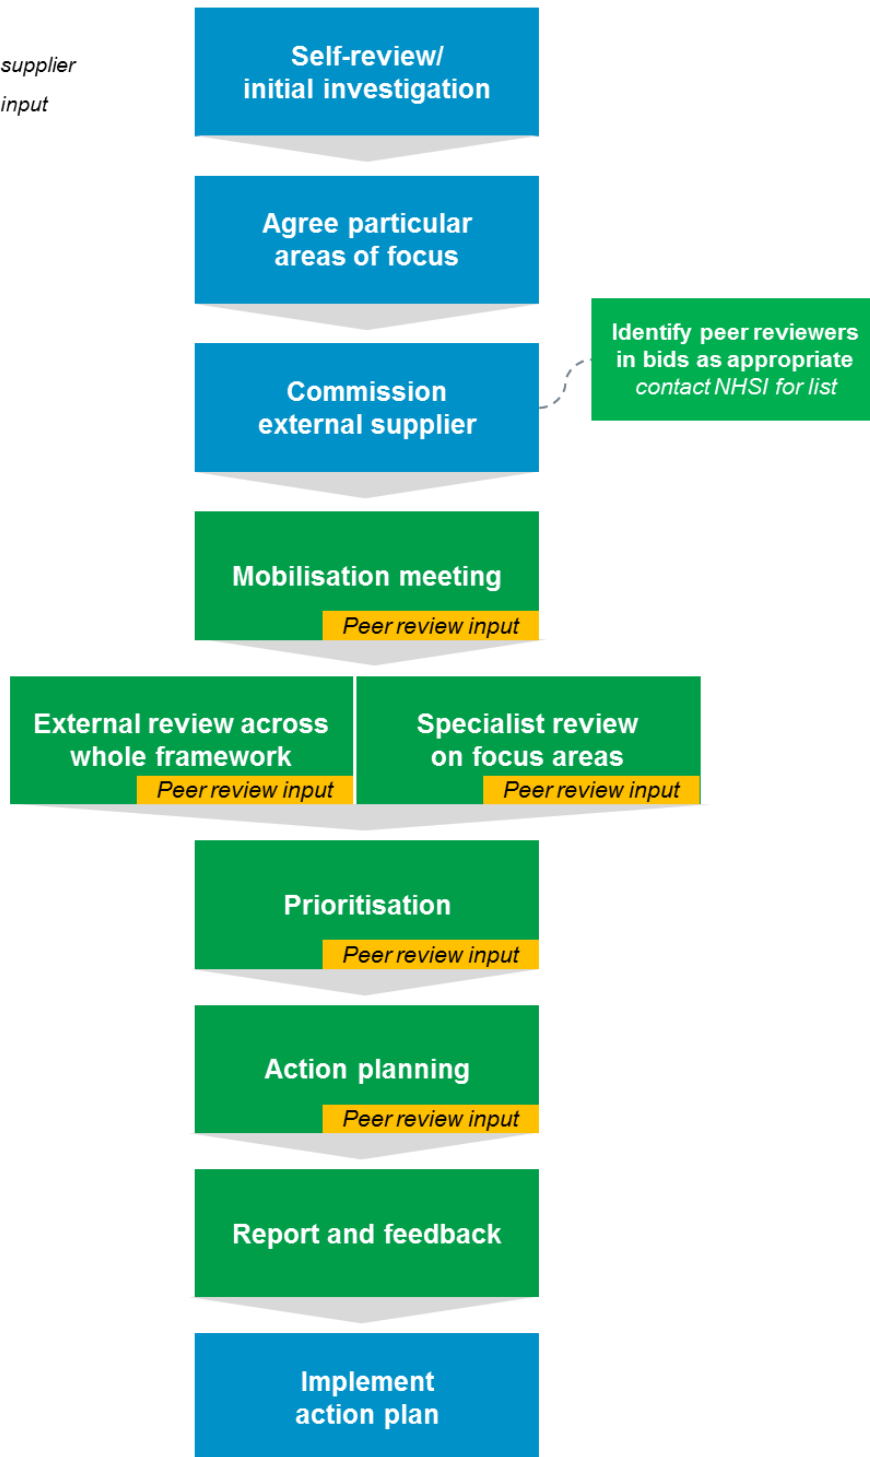 supplier
input
Self-review/
initial investigation
Agree particular
areas of focus
Commission
external supplier
Identify peer reviewers
in bids as appropriate
contact NHSI for list
Mobilisation meeting
Peer review input
External review across
whole framework
Peer review input
Specialist review
on focus areas
Peer review input
Prioritisation
Peer review input
Action planning
Peer review input
Report and feedback
Implement
action plan